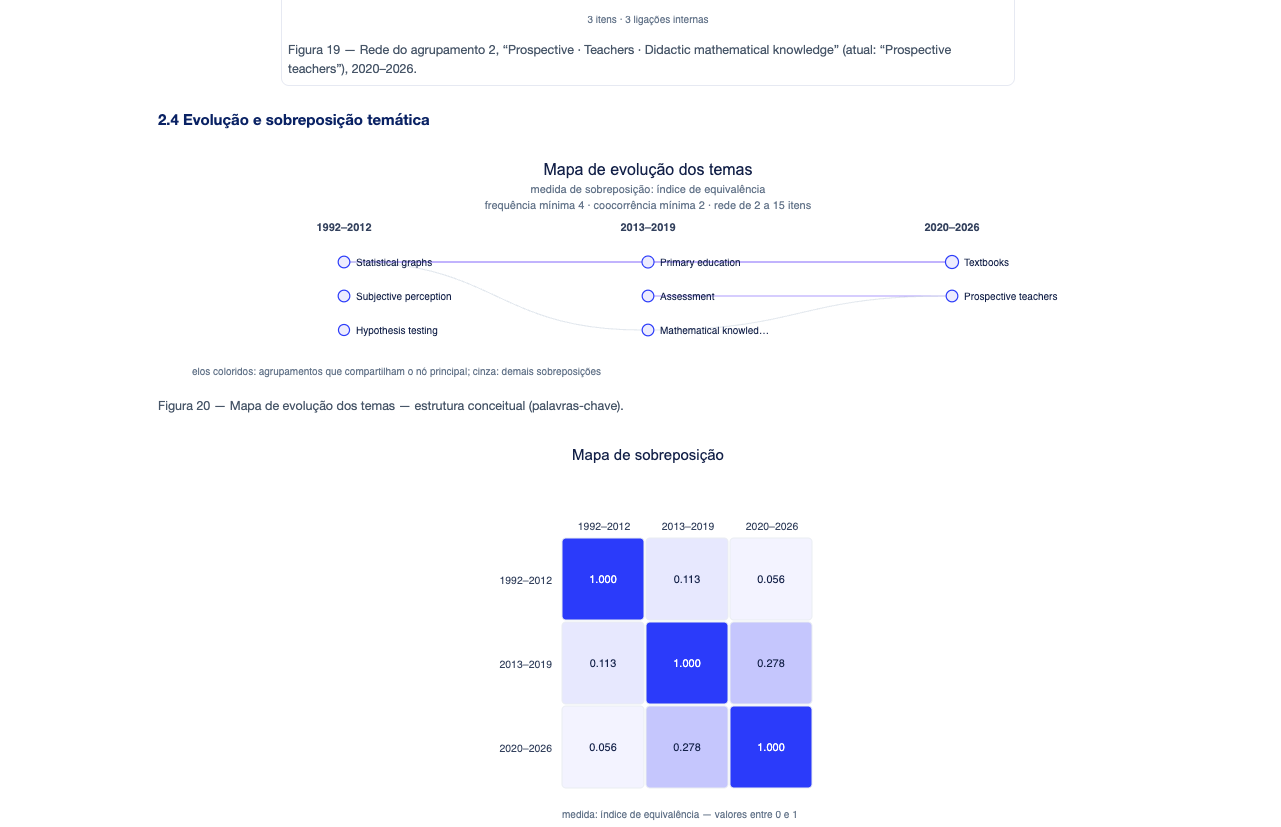 3 itens · 3 ligações internas
Figura 19 — Rede do agrupamento 2, “Prospective · Teachers · Didactic mathematical knowledge” (atual: “Prospective
teachers”), 2020–2026.
2.4 Evolução e sobreposição temática
Mapa de evolução dos temas
medida de sobreposição: índice de equivalência
frequência mínima 4 · coocorrência mínima 2 · rede de 2 a 15 itens
1992–2012 2013–2019 2020–2026
Statistical graphs Primary education Textbooks
Subjective perception Assessment Prospective teachers
Hypothesis testing Mathematical knowled…
elos coloridos: agrupamentos que compartilham o nó principal; cinza: demais sobreposições
Figura 20 — Mapa de evolução dos temas — estrutura conceitual (palavras-chave).
Mapa de sobreposição
1992–2012 2013–2019 2020–2026
1992–2012 1.000 0.113 0.056
2013–2019 0.113 1.000 0.278
2020–2026 0.056 0.278 1.000
medida: índice de equivalência — valores entre 0 e 1